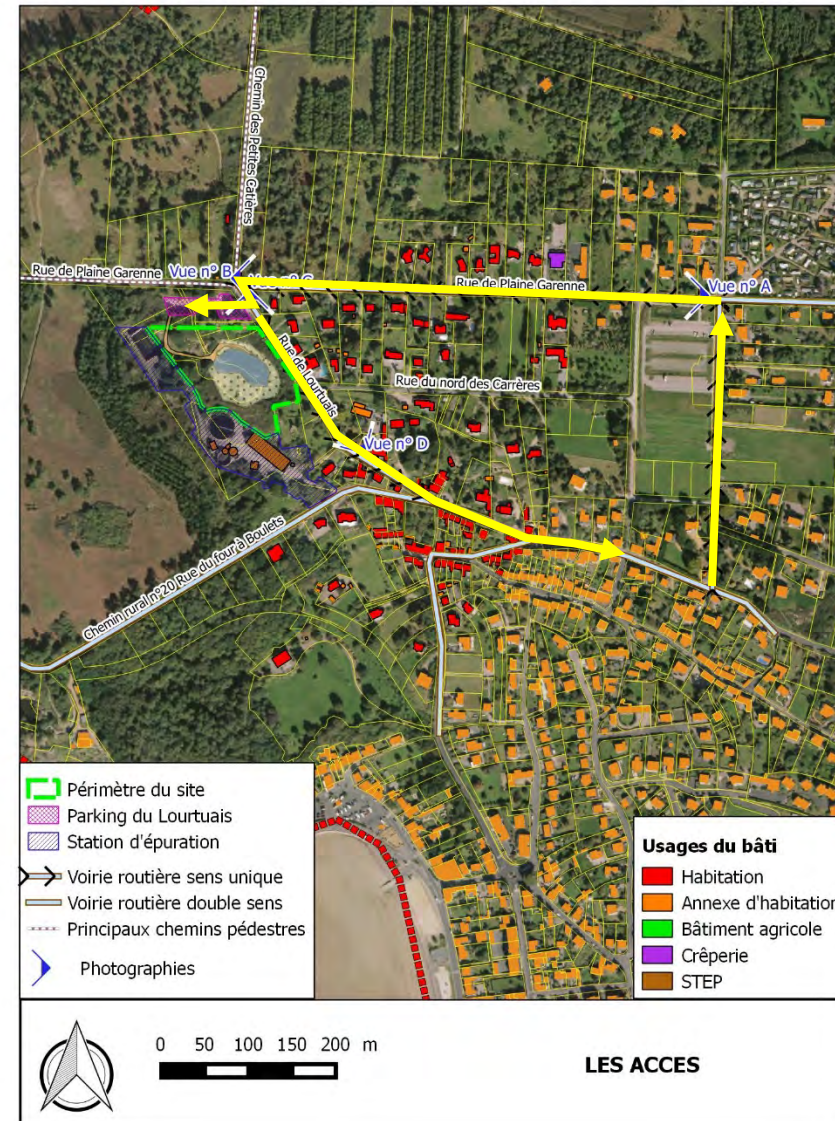 Chemin des Petites Gatières
Rue de Plaine Garenne
Vue n° B
Rue de Plaine Garenne
Vue n° A
Rue de Lourtuais
Rue du nord des Carrères
Vue n° D
Chemin rural n°20 Rue du four à Boulets
Périmètre du site
Parking du Lourtuais
Station d'épuration
Voirie routière sens unique
Voirie routière double sens
Principaux chemins pédestres
Photographies
Usages du bâti
Habitation
Annexe d'habitation
Bâtiment agricole
Crêperie
STEP
0 50 100 150 200 m
LES ACCES